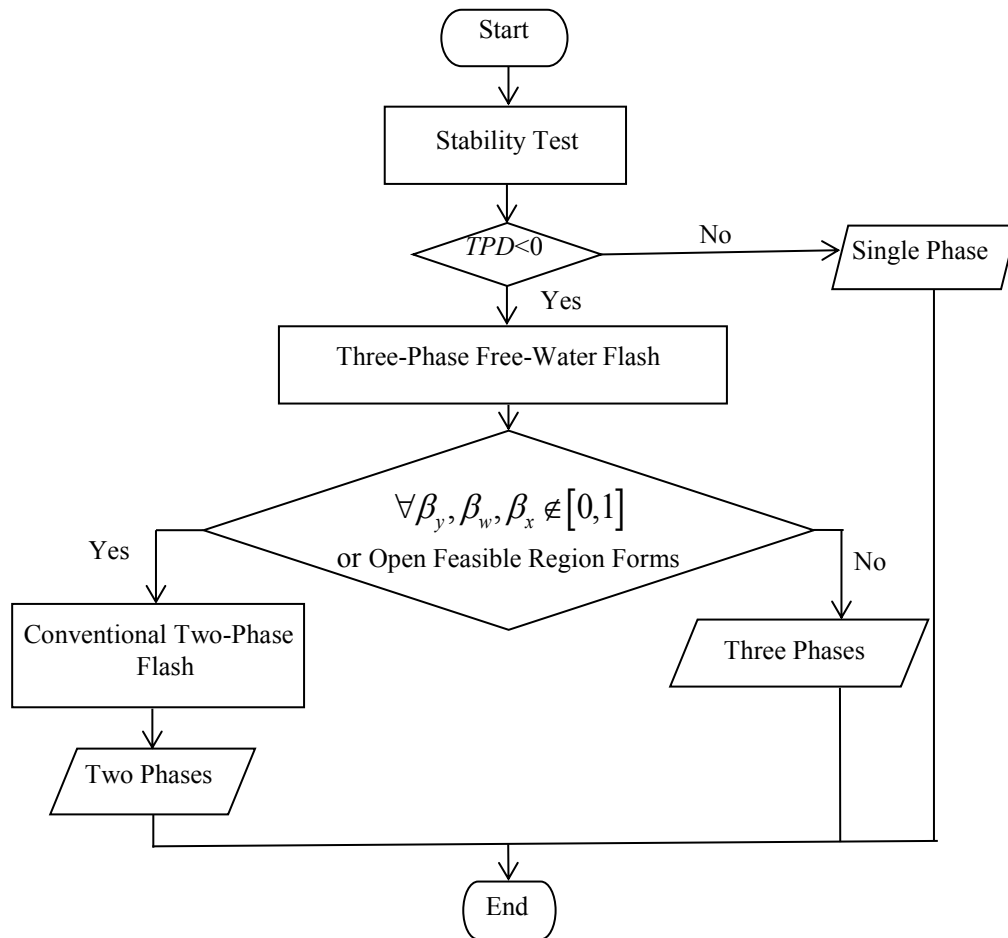 Start
Stability Test
TPD<0
No
Single Phase
Yes
Three-Phase Free-Water Flash
∀β_y, β_w, β_x ∉ [0,1]
or Open Feasible Region Forms
Yes
No
Conventional Two-Phase
Flash
Three Phases
Two Phases
End